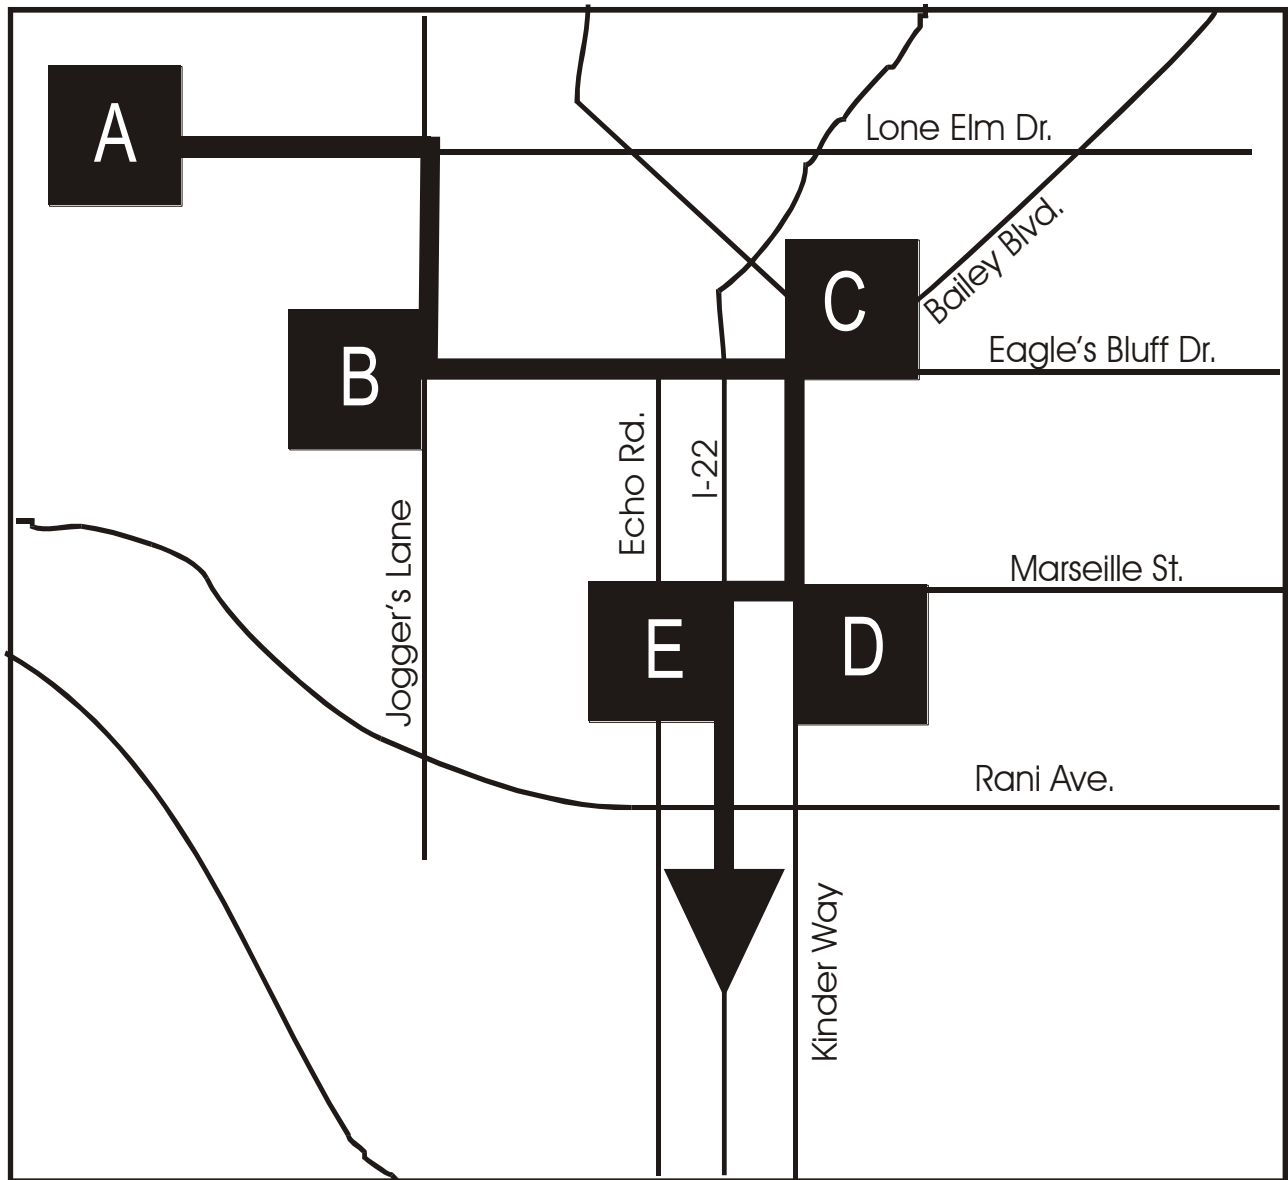 A
Lone Elm Dr.
C
Bailey Blvd.
B
Eagle's Bluff Dr.
Echo Rd.
I-22
Jogger's Lane
Marseille St.
E
D
Rani Ave.
Kinder Way